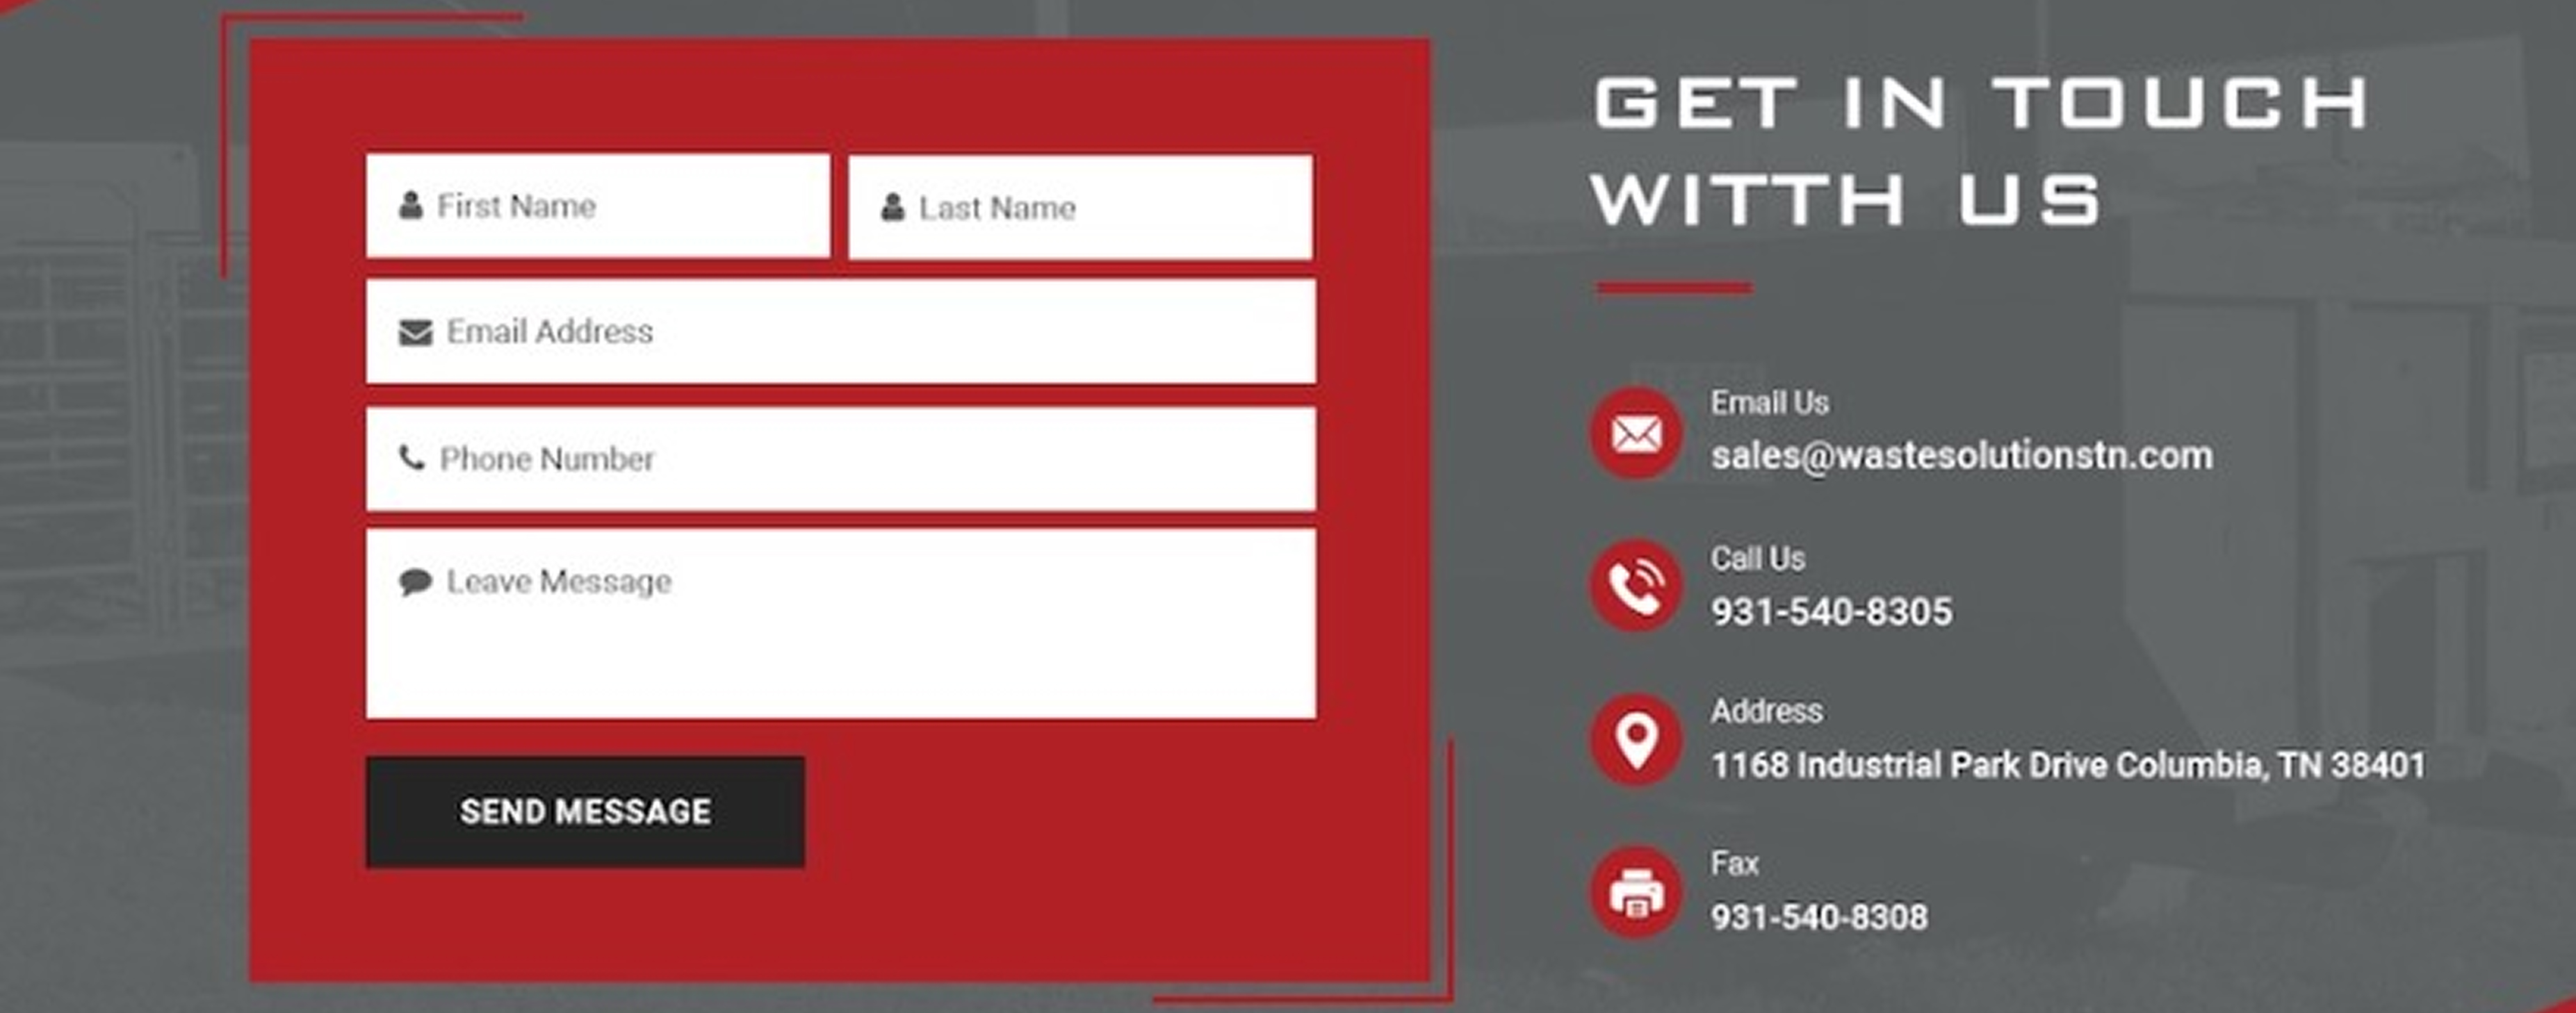 First Name
Last Name
Email Address
Phone Number
Leave Message
SEND MESSAGE
GET IN TOUCH
WITTH US
Email Us
sales@wastesolutionstn.com
Call Us
931-540-8305
Address
1168 Industrial Park Drive Columbia, TN 38401
Fax
931-540-8308